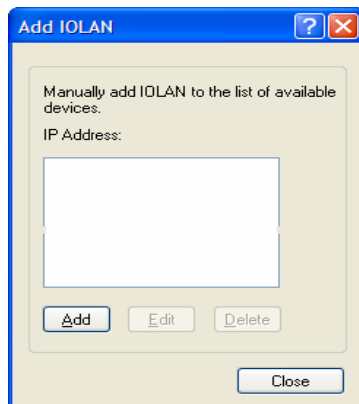 Add IOLAN
?
Manually add IOLAN to the list of available
devices.
IP Address:
Add Edit Delete
Close